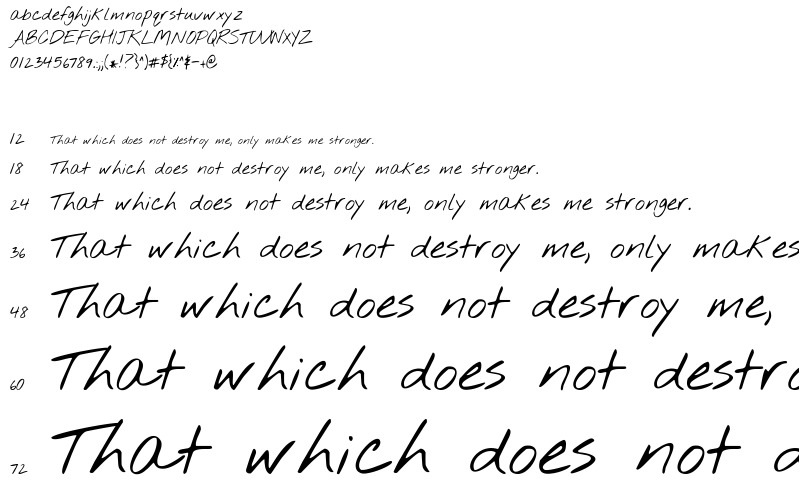 abcdefghijklmnopqrstuvwxyz
ABCDEFGHIJKLMNOPQRSTUVWXYZ
0123456789.:,;(*!?}^)#${%^&-+@
12 That which does not destroy me, only makes me stronger.
18 That which does not destroy me, only makes me stronger.
24 That which does not destroy me, only makes me stronger.
36 That which does not destroy me, only makes
48 That which does not destroy me,
60 That which does not destro
72 That which does not d